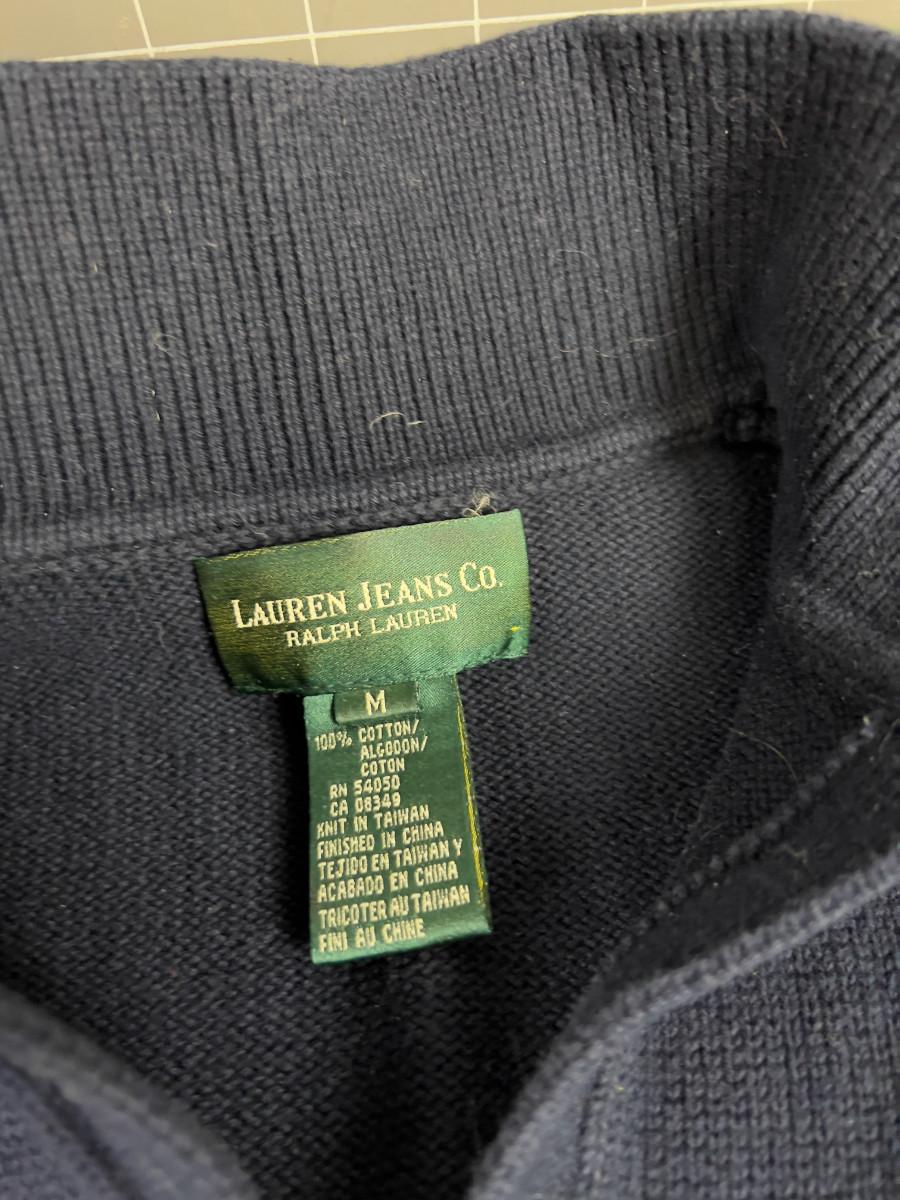 LAUREN JEANS CO.
RALPH LAUREN
M
100% COTTON/
ALGODON/
COTON
RN 54050
CA 08349
KNIT IN TAIWAN
FINISHED IN CHINA
TEJIDO EN TAIWAN Y
ACABADO EN CHINA
TRICOTER AU TAIWAN
FINI AU CHINE